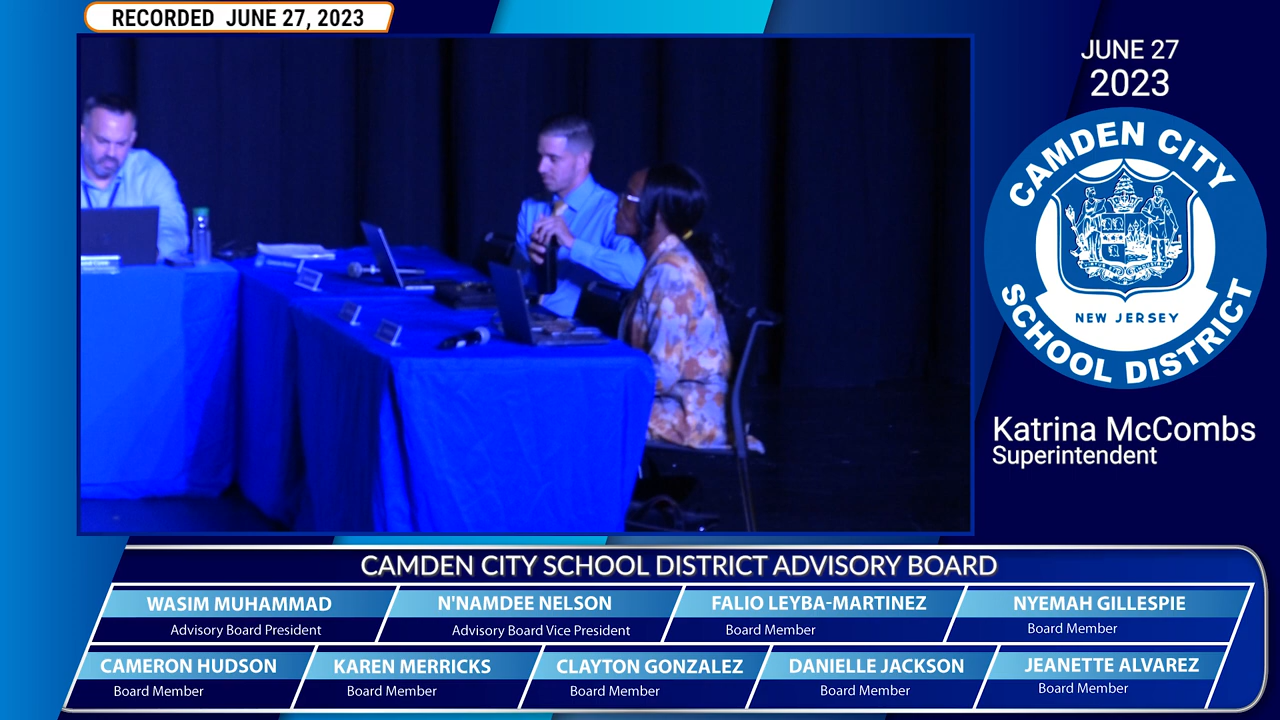 RECORDED JUNE 27, 2023
JUNE 27
2023
CAMDEN CITY
NEW JERSEY
SCHOOL DISTRICT
Katrina McCombs
Superintendent
CAMDEN CITY SCHOOL DISTRICT ADVISORY BOARD
WASIM MUHAMMAD
Advisory Board President
N'NAMDEE NELSON
Advisory Board Vice President
FALIO LEYBA-MARTINEZ
Board Member
NYEMAH GILLESPIE
Board Member
CAMERON HUDSON
Board Member
KAREN MERRICKS
Board Member
CLAYTON GONZALEZ
Board Member
DANIELLE JACKSON
Board Member
JEANETTE ALVAREZ
Board Member